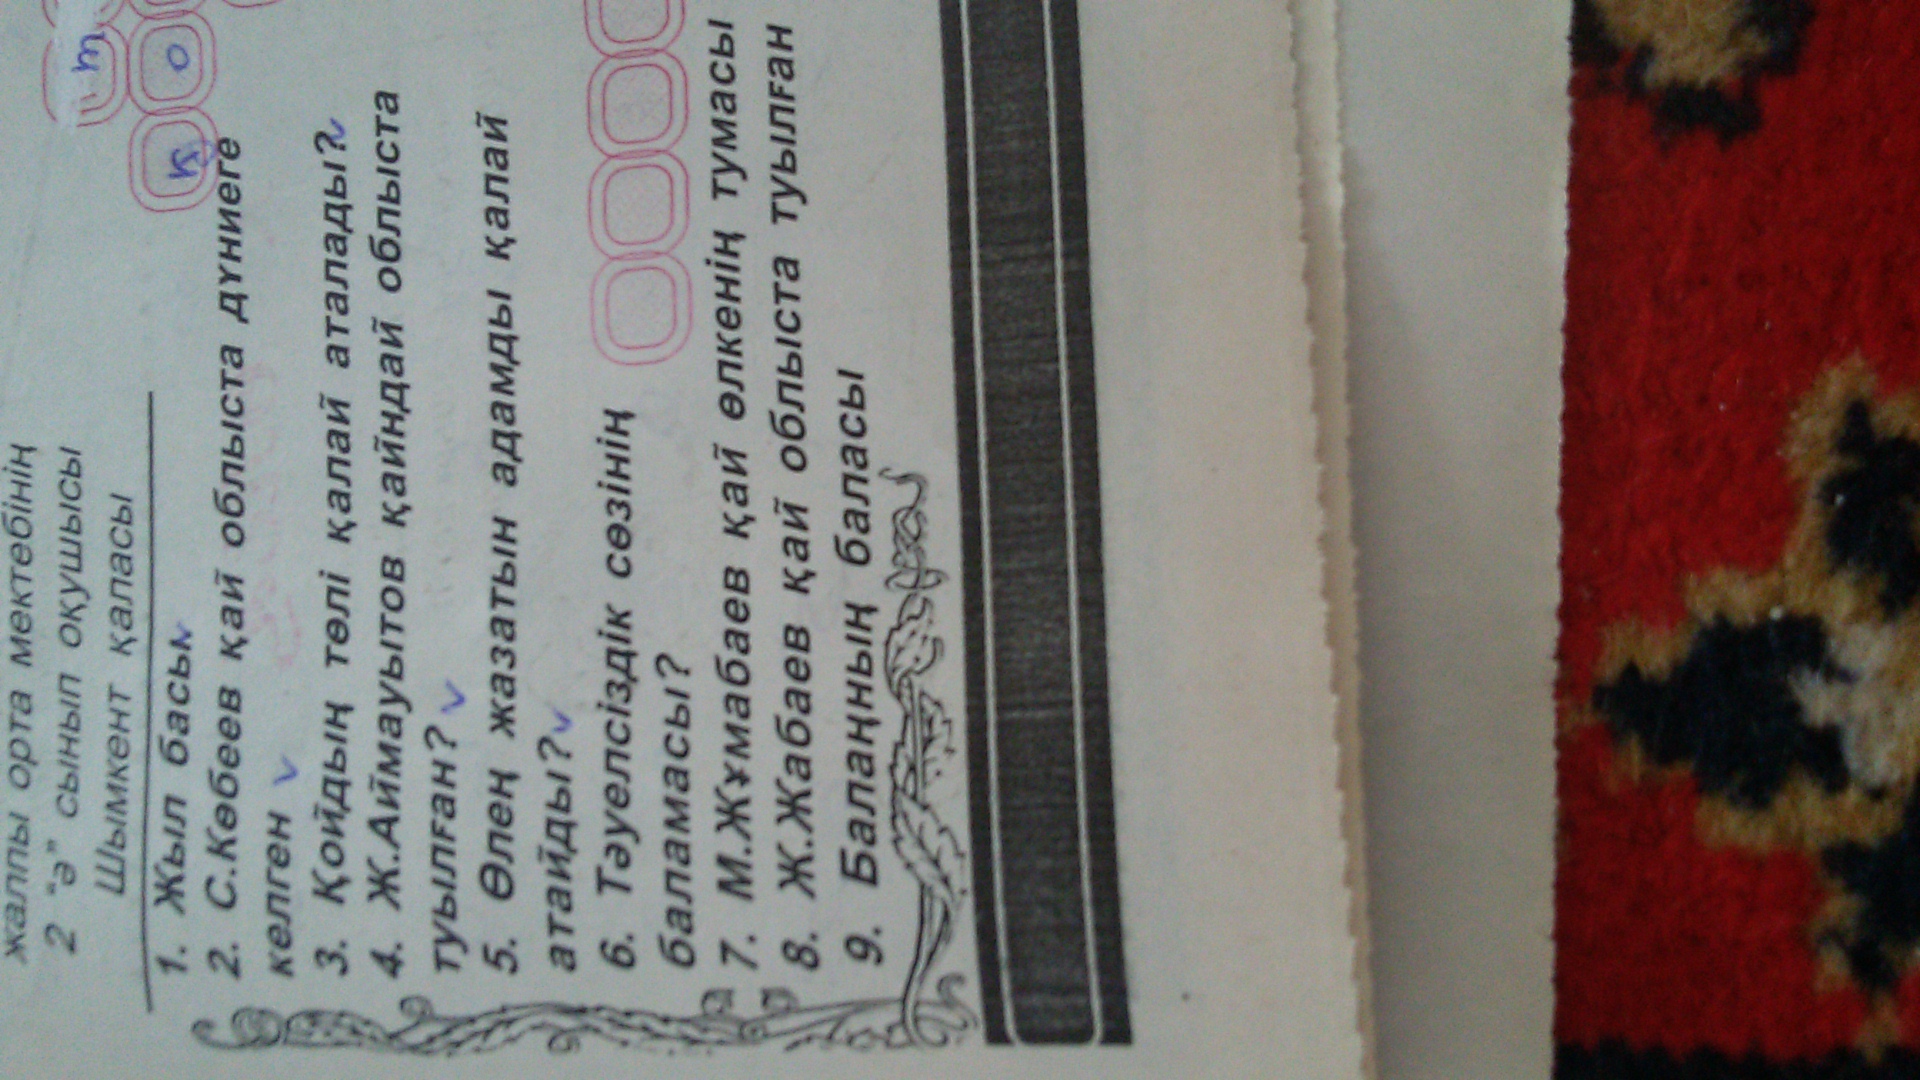 жалпы орта мектебінің
2 "ә" сынып оқушысы
Шымкент қаласы
1. Жыл басы
2. С.Көбеев қай облыста дүниеге
келген
3. Қойдың төлі қалай аталады?
4. Ж.Аймауытов қайндай облыста
туылған?
5. Өлең жазатын адамды қалай
атайды?
6. Тәуелсіздік сөзінің
баламасы?
7. М.Жұмабаев қай өлкенің тумасы
8. Ж.Жабаев қай облыста туылған
9. Баланның баласы
т
қ о